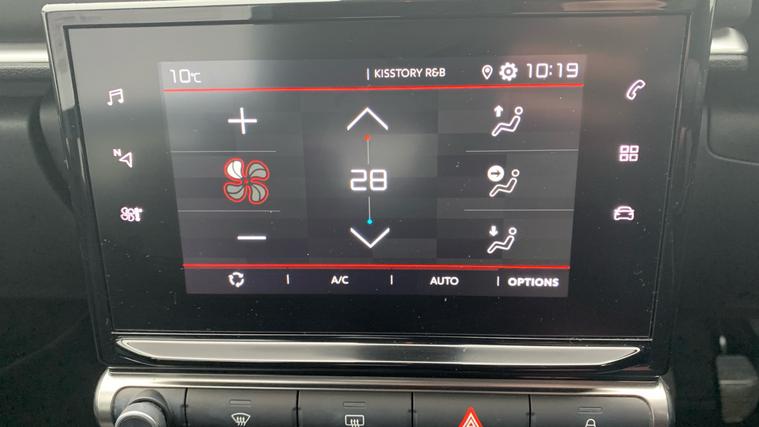 10°C | KISSTORY R&B 10:19
N
28
| A/C | AUTO | OPTIONS